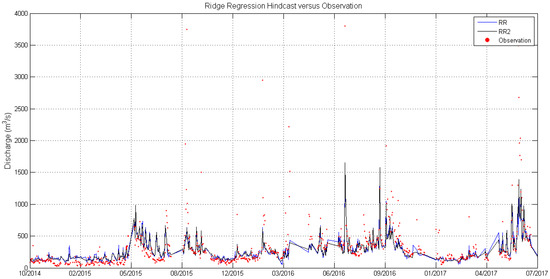 Ridge Regression Hindcast versus Observation
4000
3500
3000
2500
2000
1500
1000
500
0
Discharge (m³/s)
RR
RR2
Observation
0/2014 02/2015 05/2015 08/2015 12/2015 03/2016 06/2016 09/2016 01/2017 04/2017 07/20